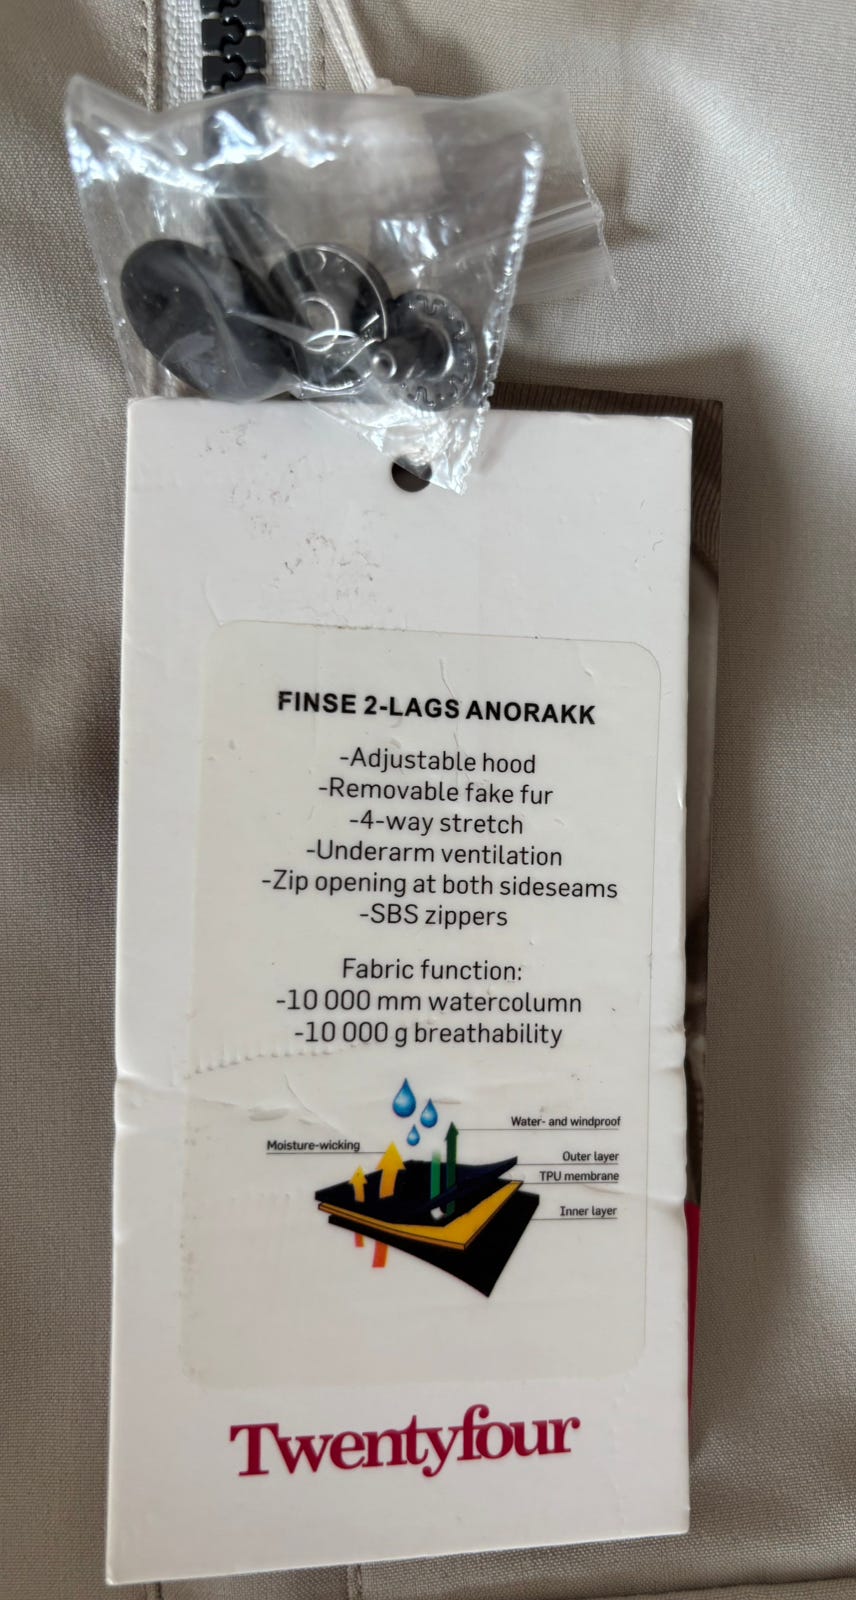 FINSE 2-LAGS ANORAKK
-Adjustable hood
-Removable fake fur
-4-way stretch
-Underarm ventilation
-Zip opening at both sideseams
-SBS zippers
Fabric function:
-10 000 mm watercolumn
-10 000 g breathability
Water- and windproof
Moisture-wicking
Outer layer
TPU membrane
Inner layer
Twentyfour